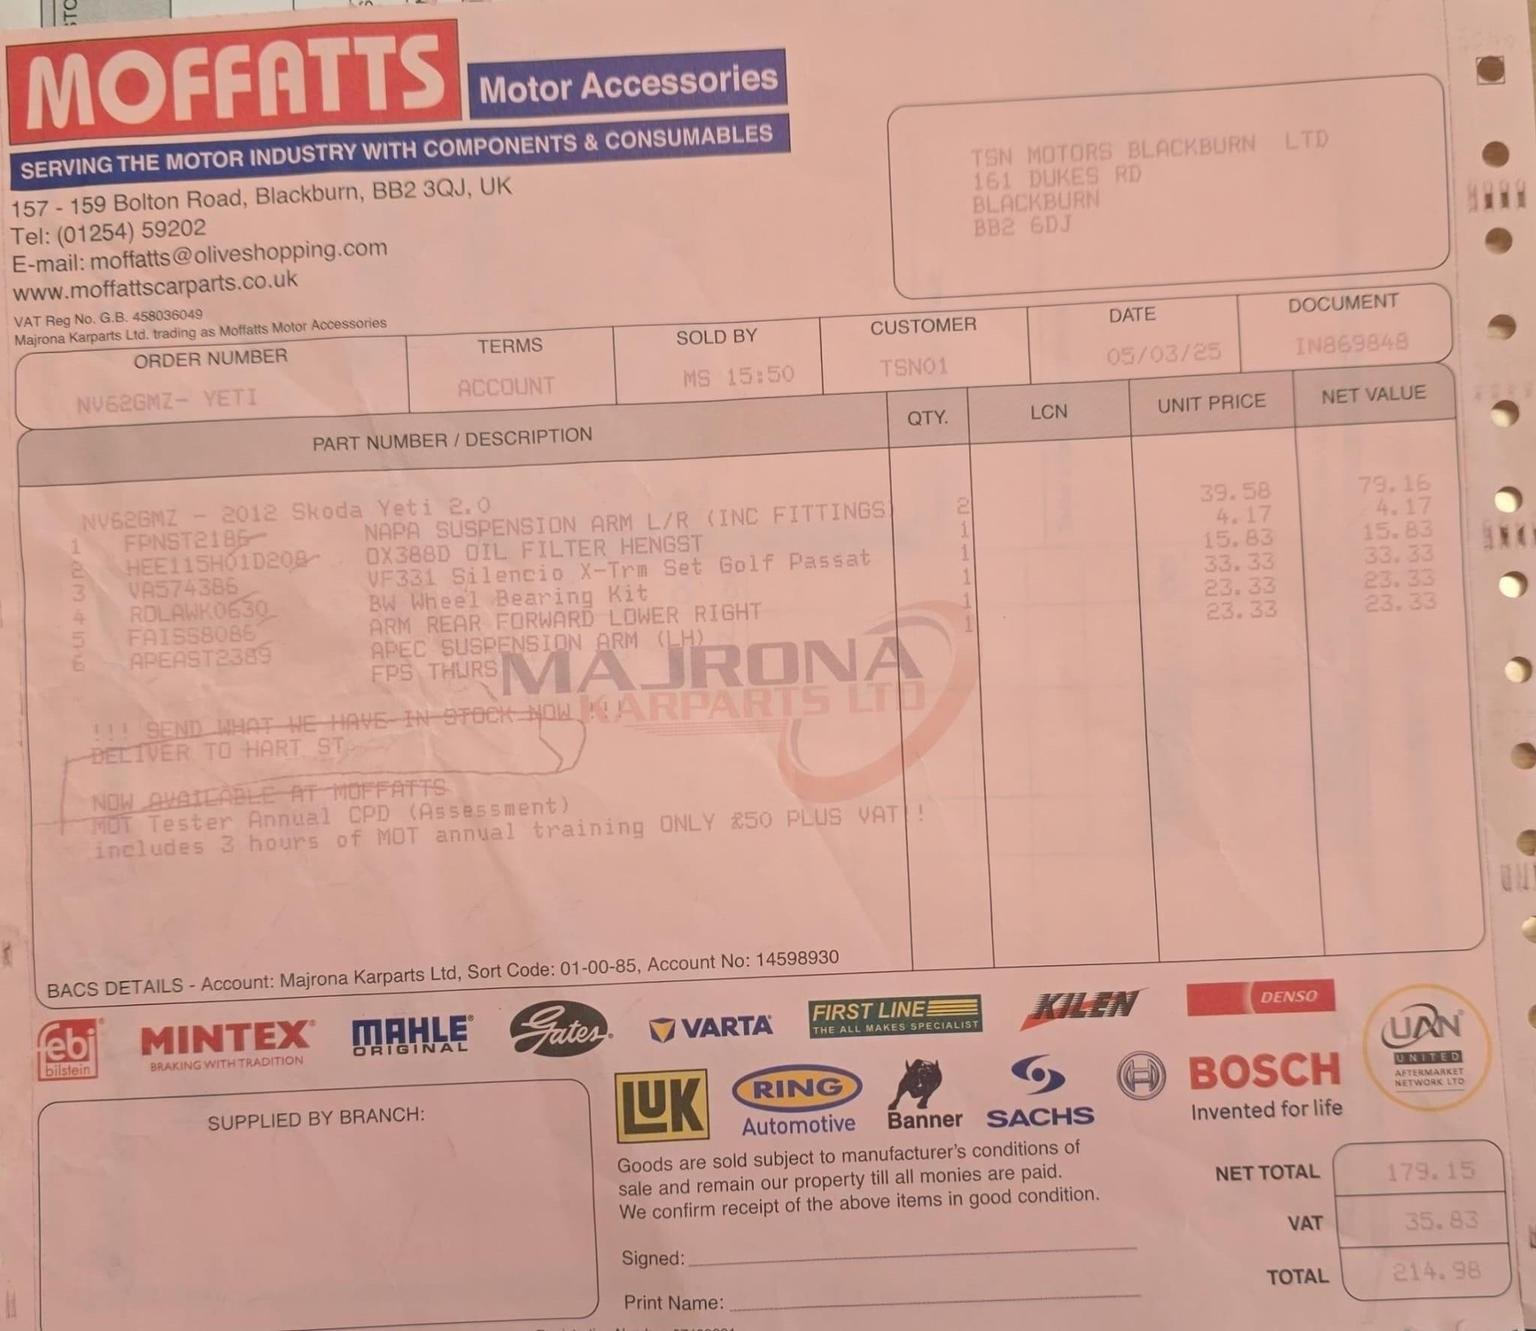 MOFFATTS
Motor Accessories
SERVING THE MOTOR INDUSTRY WITH COMPONENTS & CONSUMABLES
157 - 159 Bolton Road, Blackburn, BB2 3QJ, UK
Tel: (01254) 59202
E-mail: moffatts@oliveshopping.com
www.moffattscarparts.co.uk
VAT Reg No. G.B. 458036049
Majrona Karparts Ltd. trading as Moffatts Motor Accessories
TSN MOTORS BLACKBURN LTD
161 DUKES RD
BLACKBURN
BB2 6DJ
ORDER NUMBER TERMS SOLD BY CUSTOMER DATE DOCUMENT
NV62GMZ- YETI ACCOUNT MS 15:50 TSN01 05/03/25 IN869848
PART NUMBER / DESCRIPTION QTY. LCN UNIT PRICE NET VALUE
NV62GMZ - 2012 Skoda Yeti 2.0
1 FPNST2186 NAPA SUSPENSION ARM L/R (INC FITTINGS 2 39.58 79.16
2 HEE115H01D208 OX388D OIL FILTER HENGST 1 4.17 4.17
3 VA574386 VF331 Silencio X-Trm Set Golf Passat 1 15.83 15.83
4 ROLAWK0630 BW Wheel Bearing Kit 1 33.33 33.33
5 FAISS8086 ARM REAR FORWARD LOWER RIGHT 1 23.33 23.33
6 APEAST2389 APEC SUSPENSION ARM (LH) 1 23.33 23.33
FPS THURS
MAJRONA
KARPARTS LTD
!!! SEND WHAT WE HAVE IN STOCK NOW !!!
DELIVER TO HART ST
NOW AVAILABLE AT MOFFATTS
MOT Tester Annual CPD (Assessment)
includes 3 hours of MOT annual training ONLY £50 PLUS VAT !
BACS DETAILS - Account: Majrona Karparts Ltd, Sort Code: 01-00-85, Account No: 14598930
febi bilstein
MINTEX
BRAKING WITH TRADITION
MAHLE
ORIGINAL
Gates
VARTA
FIRST LINE
THE ALL MAKES SPECIALIST
KILEN
DENSO
UAN
UNITED
AFTERMARKET
NETWORK LTD
LUK
RING
Automotive
Banner
SACHS
BOSCH
Invented for life
SUPPLIED BY BRANCH:
Goods are sold subject to manufacturer's conditions of
sale and remain our property till all monies are paid.
We confirm receipt of the above items in good condition.
Signed:
Print Name:
NET TOTAL 179.15
VAT 35.83
TOTAL 214.98